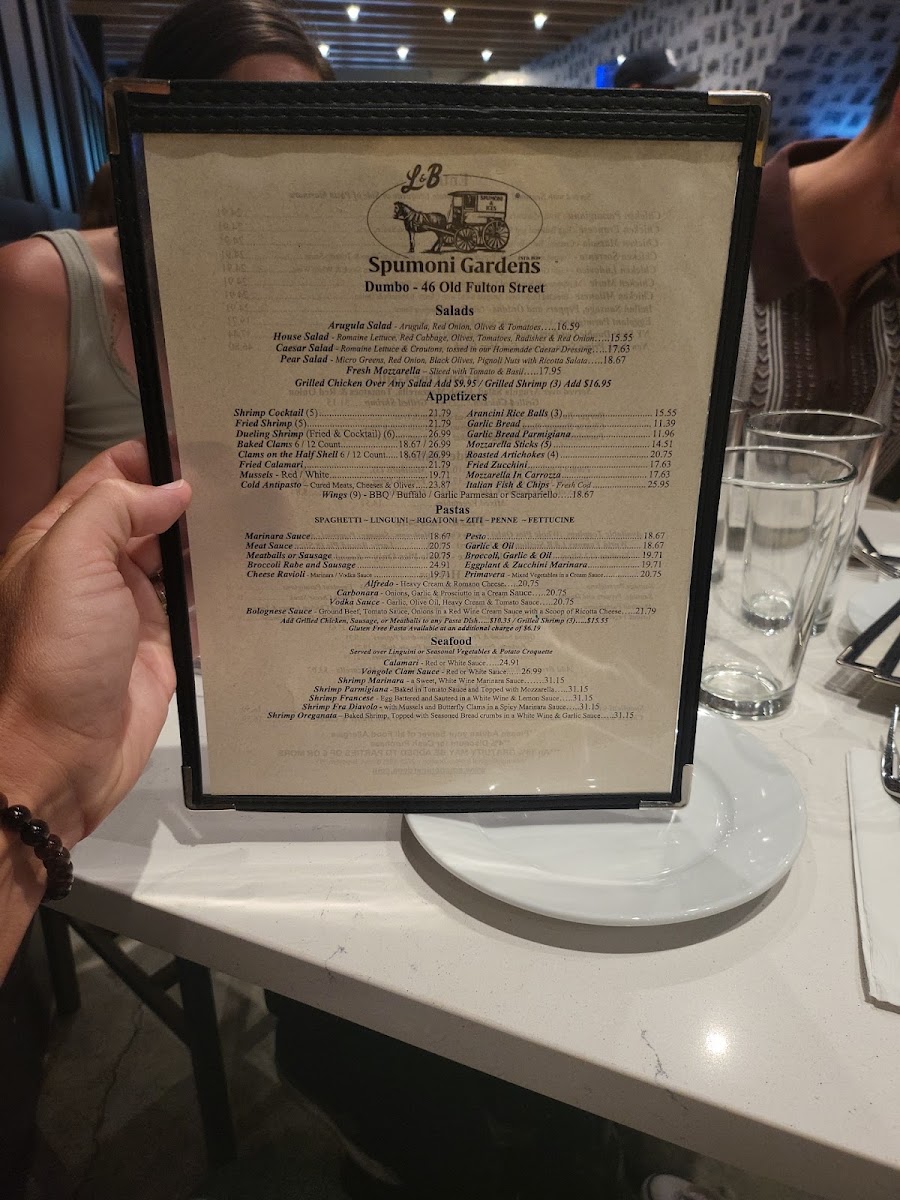 L&B
SPUMONI
& ICES
Spumoni Gardens
Dumbo - 46 Old Fulton Street
Salads
Arugula Salad - Arugula, Red Onion, Olives & Tomatoes.....16.59
House Salad - Romaine Lettuce, Red Cabbage, Olives, Tomatoes, Radishes & Red Onion.....15.55
Caesar Salad - Romaine Lettuce & Croutons, tossed in our Homemade Caesar Dressing.....17.63
Pear Salad - Micro Greens, Red Onion, Black Olives, Pignoli Nuts with Ricotta Salata.....18.67
Fresh Mozzarella - Sliced with Tomato & Basil.....17.95
Grilled Chicken Over Any Salad Add $9.95 / Grilled Shrimp (3) Add $16.95
Appetizers
Shrimp Cocktail (5)...21.79
Fried Shrimp (5)...21.79
Dueling Shrimp (Fried & Cocktail) (6)...26.99
Baked Clams 6 / 12 Count...18.67 / 26.99
Clams on the Half Shell 6 / 12 Count...18.67 / 26.99
Fried Calamari...21.79
Mussels - Red / White...19.71
Cold Antipasto - Cured Meats, Cheeses & Olives...23.87
Arancini Rice Balls (3)...15.55
Garlic Bread...11.39
Garlic Bread Parmigiana...11.96
Mozzarella Sticks (5)...14.51
Roasted Artichokes (4)...20.75
Fried Zucchini...17.63
Mozzarella In Carrozza...17.63
Italian Fish & Chips - Fresh Cod...25.95
Wings (9) - BBQ / Buffalo / Garlic Parmesan or Scarpariello.....18.67
Pastas
SPAGHETTI ~ LINGUINI ~ RIGATONI ~ ZITI ~ PENNE ~ FETTUCINE
Marinara Sauce...18.67
Meat Sauce...20.75
Meatballs or Sausage...20.75
Broccoli Rabe and Sausage...24.91
Cheese Ravioli - Marinara / Vodka Sauce...19.71
Pesto...18.67
Garlic & Oil...18.67
Broccoli, Garlic & Oil...19.71
Eggplant & Zucchini Marinara...19.71
Primavera - Mixed Vegetables in a Cream Sauce...20.75
Alfredo - Heavy Cream & Romano Cheese.....20.75
Carbonara - Onions, Garlic & Prosciutto in a Cream Sauce.....20.75
Vodka Sauce - Garlic, Olive Oil, Heavy Cream & Tomato Sauce.....20.75
Bolognese Sauce - Ground Beef, Tomato Sauce, Onions in a Red Wine Cream Sauce with a Scoop of Ricotta Cheese.....21.79
Add Grilled Chicken, Sausage, or Meatballs to any Pasta Dish.....$10.35 / Grilled Shrimp (3).....$15.55
Gluten Free Pasta Available at an additional charge of $6.19
Seafood
Served over Linguini or Seasonal Vegetables & Potato Croquette
Calamari - Red or White Sauce.....24.91
Vongole Clam Sauce - Red or White Sauce.....26.99
Shrimp Marinara - a Sweet, White Wine Marinara Sauce.......31.15
Shrimp Parmigiana - Baked in Tomato Sauce and Topped with Mozzarella.....31.15
Shrimp Francese - Egg Battered and Sauteed in a White Wine & Lemon Sauce.....31.15
Shrimp Fra Diavolo - with Mussels and Butterfly Clams in a Spicy Marinara Sauce.....31.15
Shrimp Oreganata - Baked Shrimp, Topped with Seasoned Bread crumbs in a White Wine & Garlic Sauce.....31.15